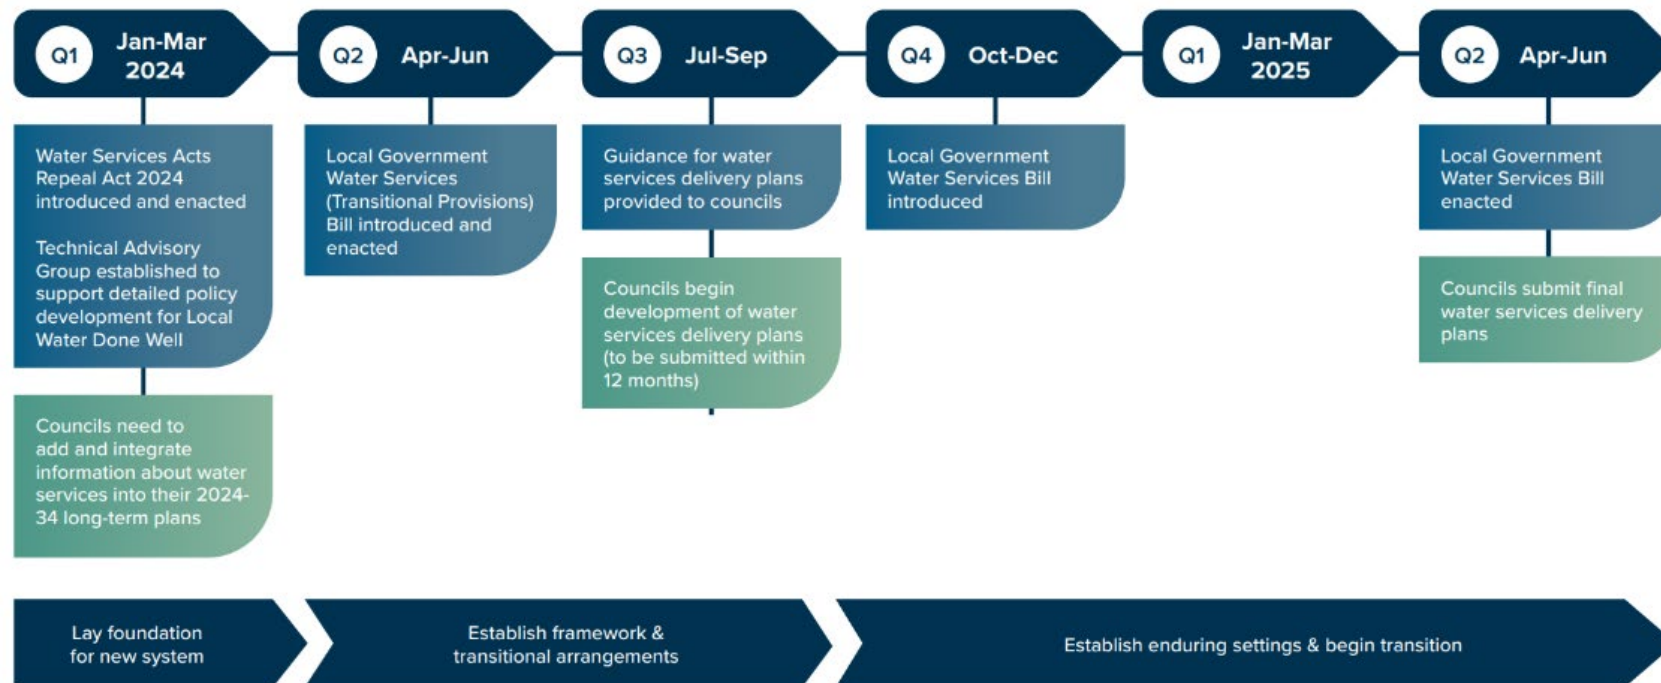 Q1
Jan-Mar
2024
Q2
Apr-Jun
Q3
Jul-Sep
Q4
Oct-Dec
Q1
Jan-Mar
2025
Q2
Apr-Jun
Water Services Acts
Repeal Act 2024
introduced and enacted
Technical Advisory
Group established to
support detailed policy
development for Local
Water Done Well
Councils need to
add and integrate
information about water
services into their 2024-
34 long-term plans
Local Government
Water Services
(Transitional Provisions)
Bill introduced and
enacted
Guidance for water
services delivery plans
provided to councils
Councils begin
development of water
services delivery plans
(to be submitted within
12 months)
Local Government
Water Services Bill
introduced
Local Government
Water Services Bill
enacted
Councils submit final
water services delivery
plans
Lay foundation
for new system
Establish framework &
transitional arrangements
Establish enduring settings & begin transition